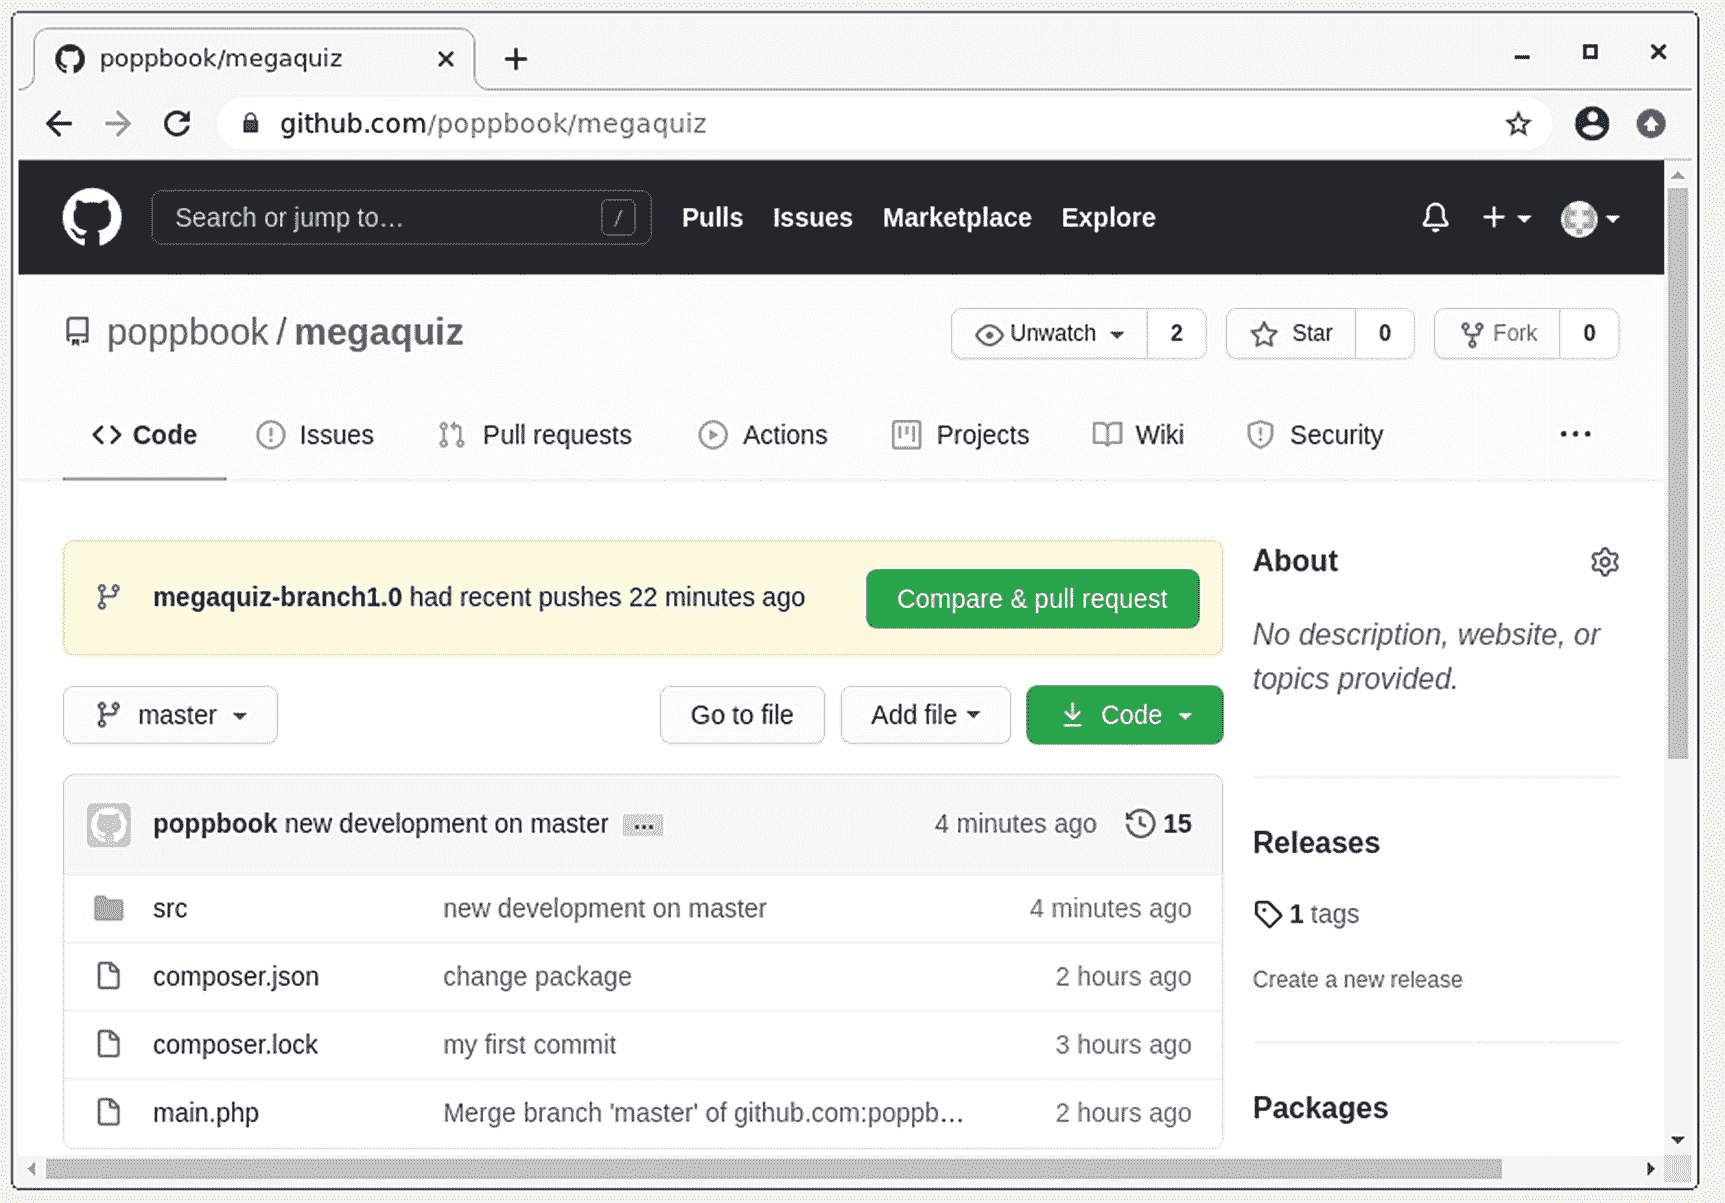 poppbook/megaquiz
github.com/poppbook/megaquiz
Search or jump to… / Pulls Issues Marketplace Explore
poppbook / megaquiz Unwatch 2 Star 0 Fork 0
Code Issues Pull requests Actions Projects Wiki Security ...
megaquiz-branch1.0 had recent pushes 22 minutes ago Compare & pull request
About
No description, website, or
topics provided.
master Go to file Add file Code
poppbook new development on master ... 4 minutes ago 15
src new development on master 4 minutes ago
composer.json change package 2 hours ago
composer.lock my first commit 3 hours ago
main.php Merge branch 'master' of github.com:poppb… 2 hours ago
Releases
1 tags
Create a new release
Packages